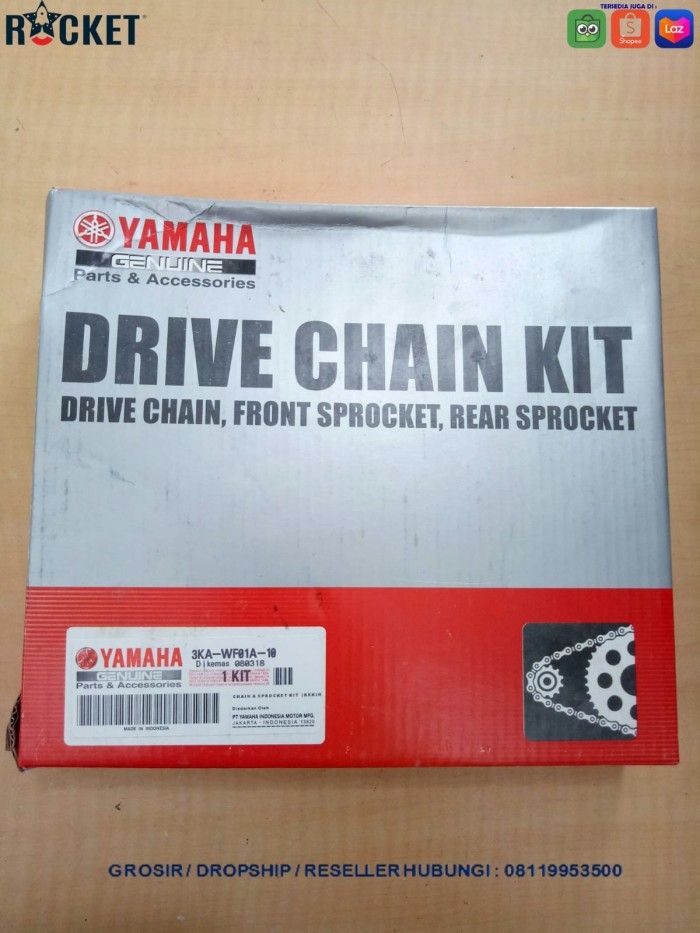 ROCKET
TERSEDIA JUGA DI :
Shopee
Laz
YAMAHA
GENUINE
Parts & Accessories
DRIVE CHAIN KIT
DRIVE CHAIN, FRONT SPROCKET, REAR SPROCKET
YAMAHA
GENUINE
Parts & Accessories
MADE IN INDONESIA
3KA-WF01A-10
Dikemas 080318
1 KIT
CHAIN & SPROCKET KIT
Diedarkan Oleh
PT YAMAHA INDONESIA MOTOR MFG.
JAKARTA - INDONESIA 13920
GROSIR / DROPSHIP / RESELLER HUBUNGI : 08119953500